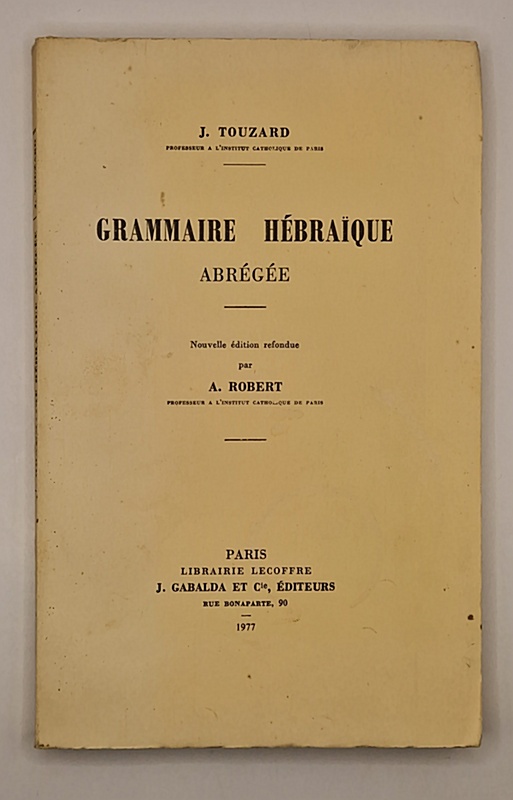 J. TOUZARD
PROFESSEUR A L'INSTITUT CATHOLIQUE DE PARIS
GRAMMAIRE HÉBRAÏQUE
ABRÉGÉE
Nouvelle édition refondue
par
A. ROBERT
PROFESSEUR A L'INSTITUT CATHOLIQUE DE PARIS
PARIS
LIBRAIRIE LECOFFRE
J. GABALDA ET Cie, ÉDITEURS
RUE BONAPARTE, 90
1977